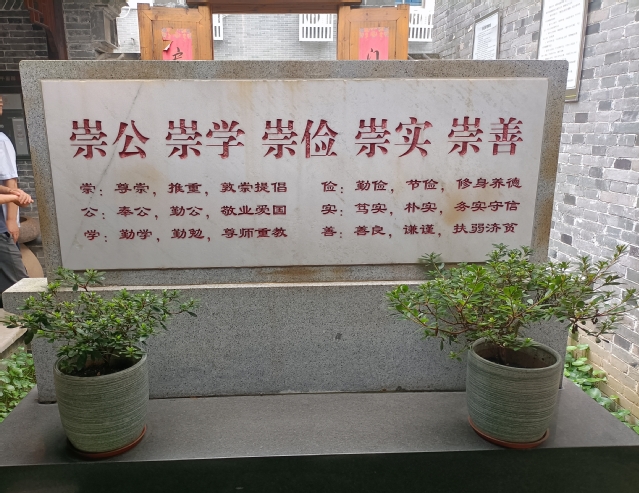 崇公 崇学 崇俭 崇实 崇善
崇：尊崇，推重，敦崇提倡
公：奉公，勤公，敬业爱国
学：勤学，勤勉，尊师重教
俭：勤俭，节俭，修身养德
实：笃实，朴实，务实守信
善：善良，谦谨，扶弱济贫